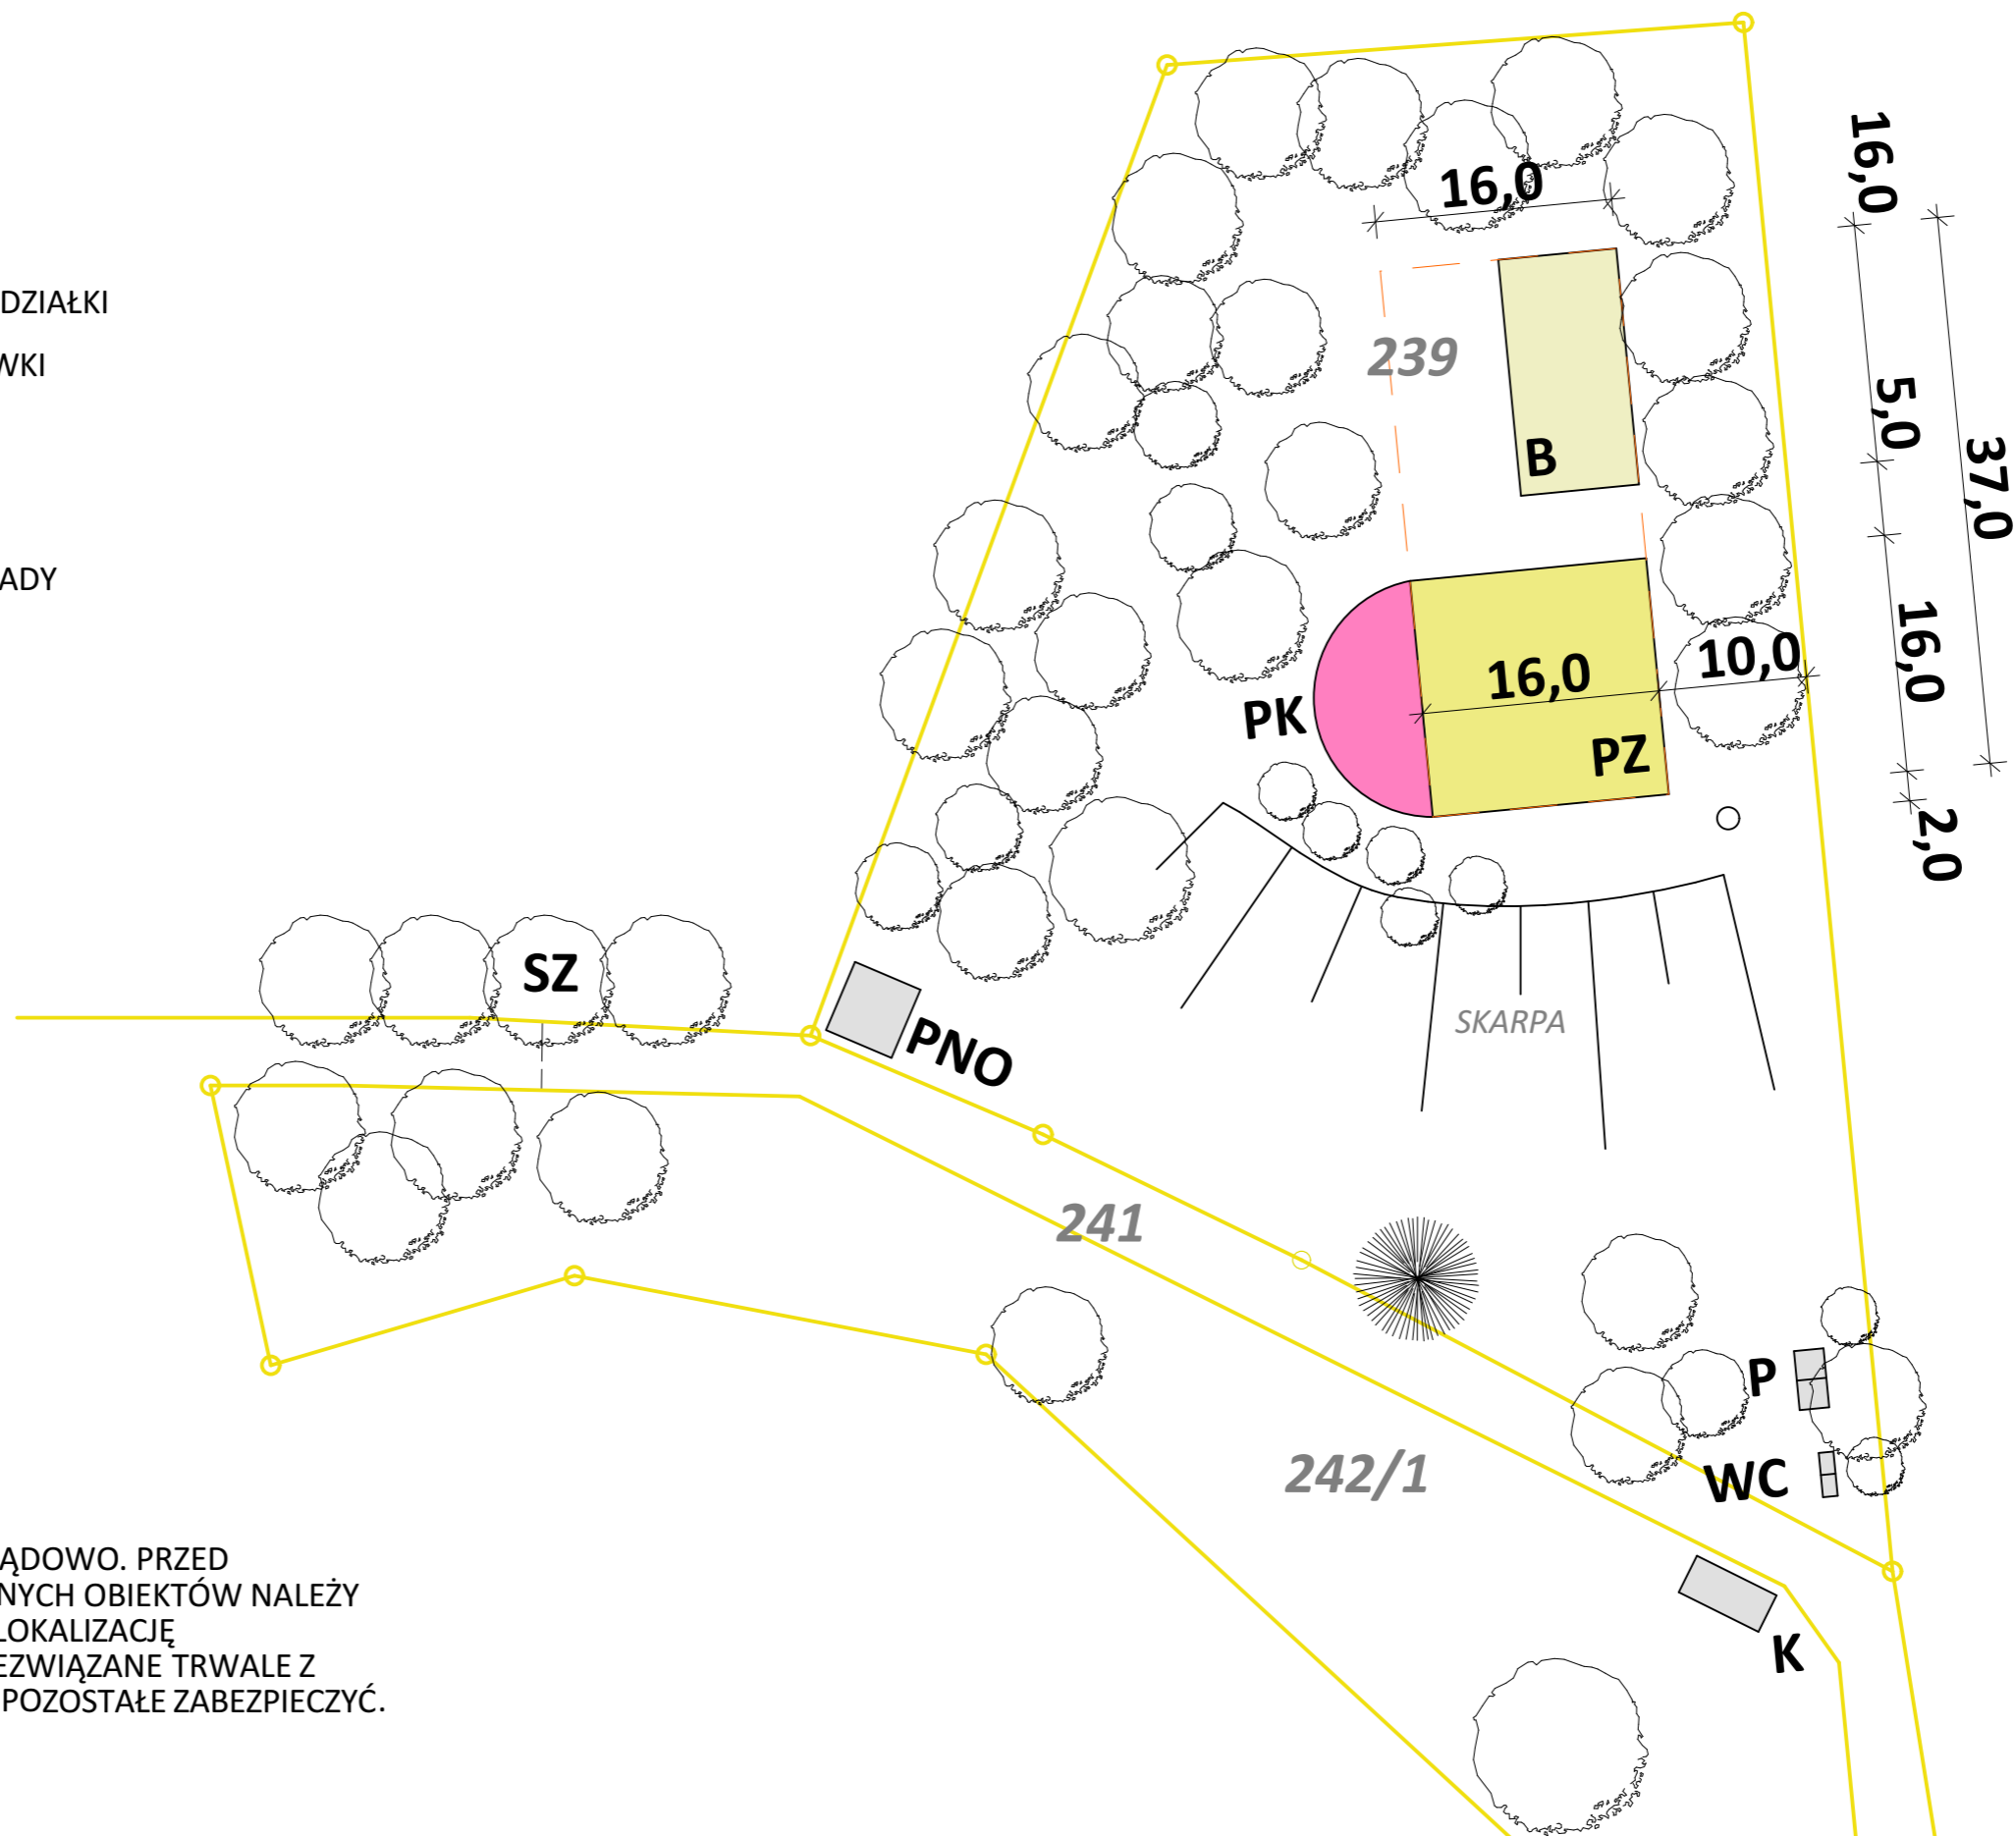 DZIAŁKI
WKI
ADY
ĄDOWO. PRZED
NYCH OBIEKTÓW NALEŻY
LOKALIZACJĘ
EZWIĄZANE TRWALE Z
POZOSTAŁE ZABEZPIECZYĆ.
16,0
16,0
239
5,0
B
37,0
16,0
16,0
10,0
PK
PZ
2,0
SZ
SKARPA
PNO
241
P
242/1
WC
K